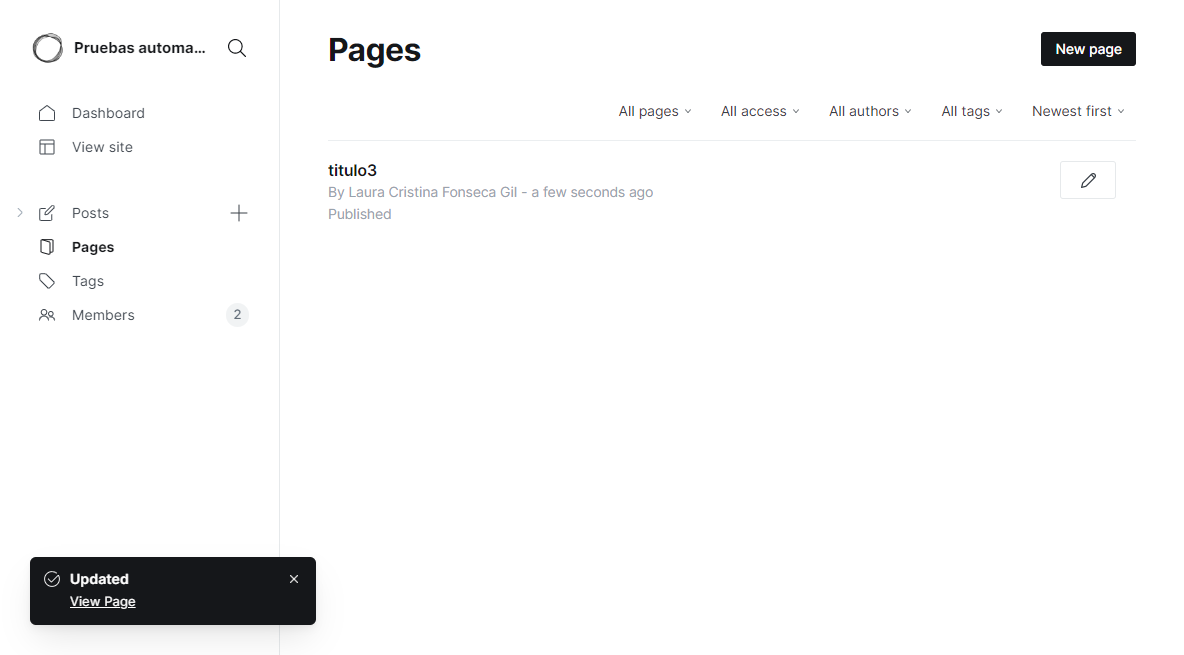 Pruebas automa...
Dashboard
View site
Posts
Pages
Tags
Members 2
Pages
New page
All pages All access All authors All tags Newest first
titulo3
By Laura Cristina Fonseca Gil - a few seconds ago
Published
Updated
View Page